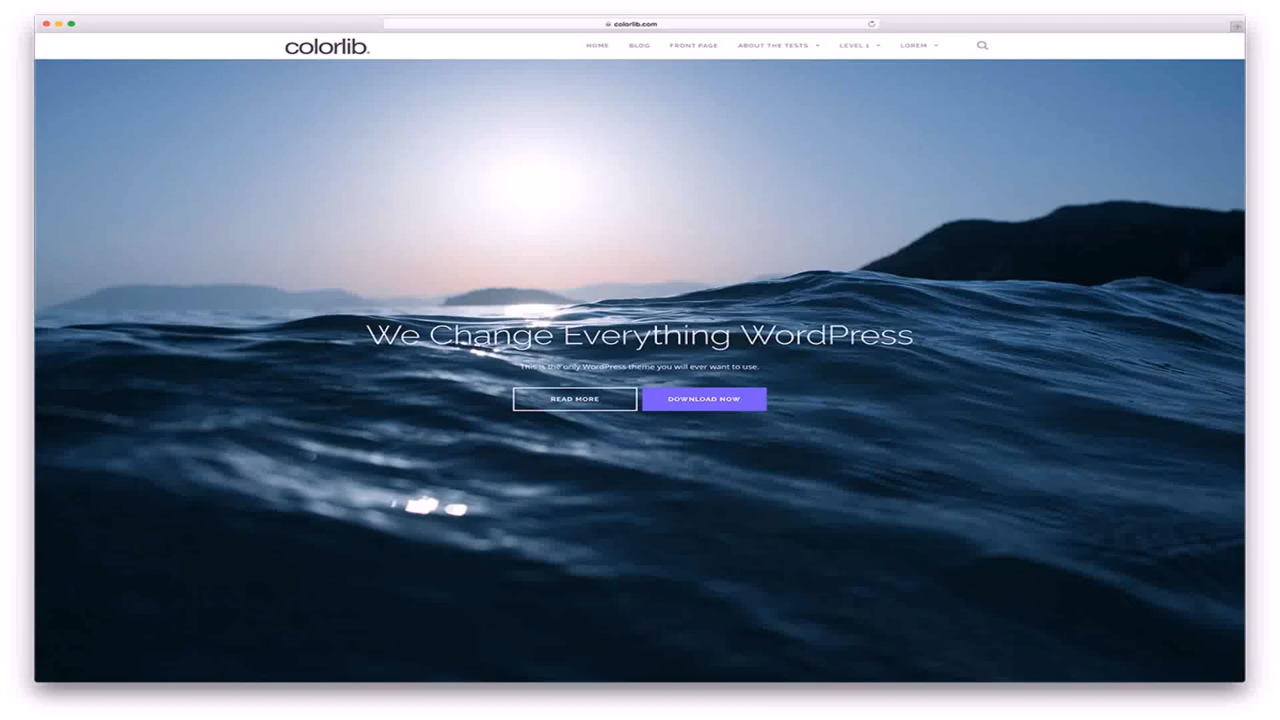 colorlib.com
colorlib.
HOME BLOG FRONT PAGE ABOUT THE TESTS LEVEL 1 LOREM
We Change Everything WordPress
This is the only WordPress theme you will ever want to use.
READ MORE DOWNLOAD NOW